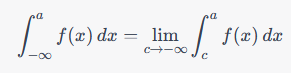 ∫_{-∞}^{a} f(x) dx = lim_{c→-∞} ∫_{c}^{a} f(x) dx